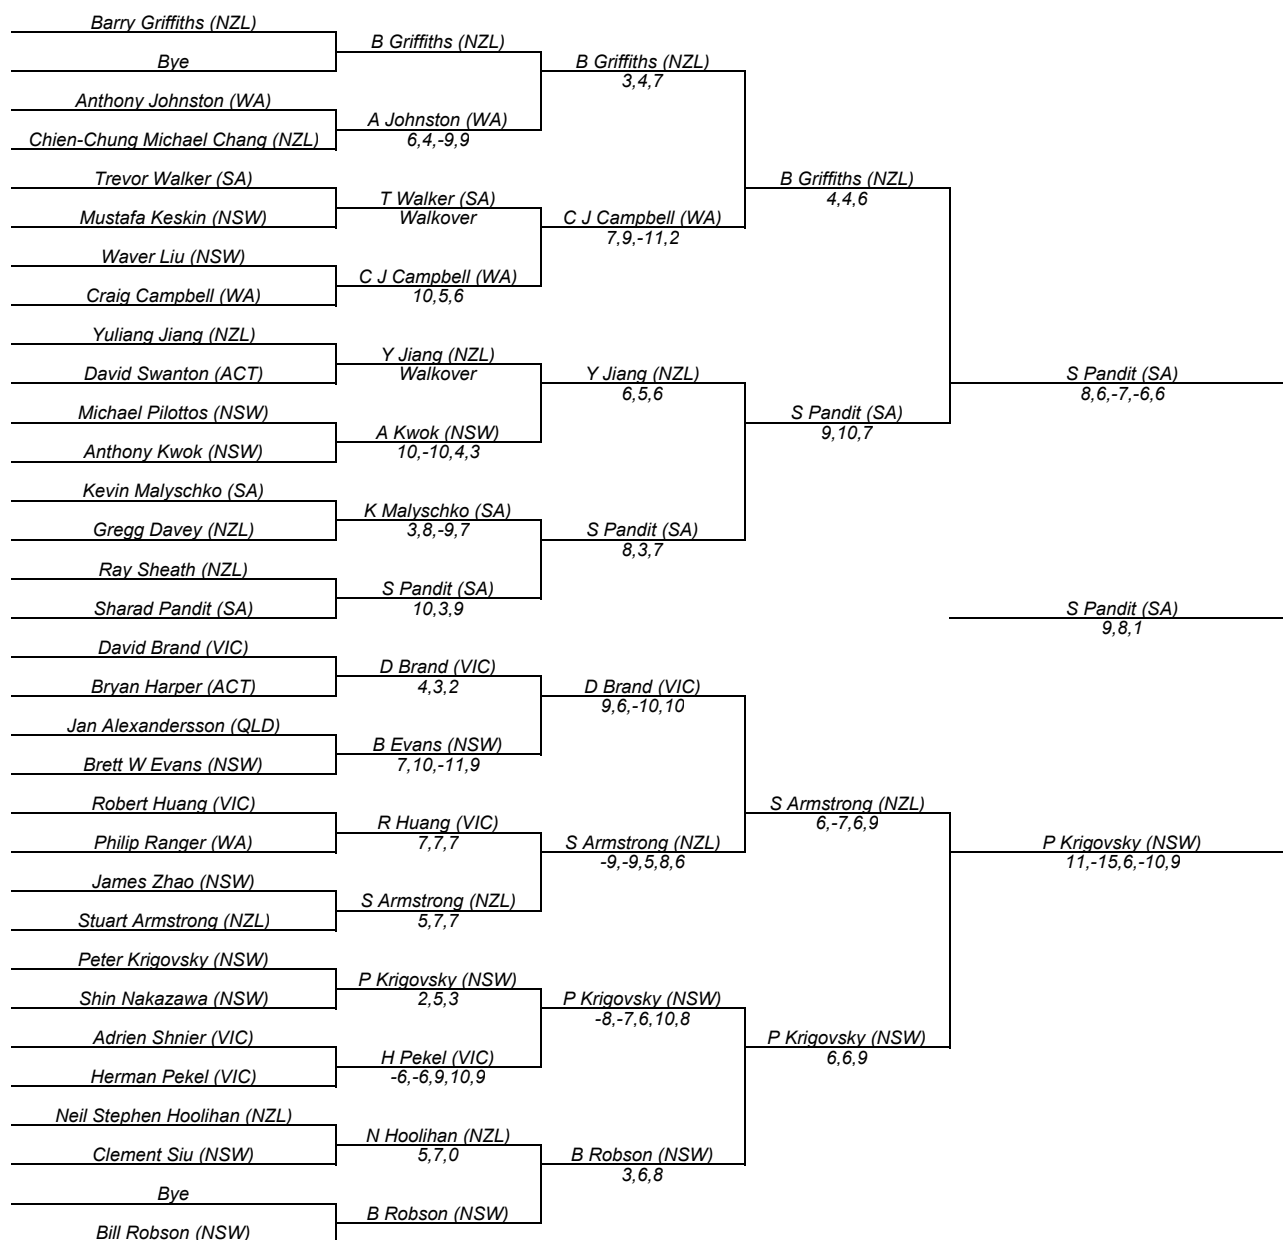 Barry Griffiths (NZL)
B Griffiths (NZL)
Bye
B Griffiths (NZL)
3,4,7
Anthony Johnston (WA)
A Johnston (WA)
Chien-Chung Michael Chang (NZL)
6,4,-9,9
Trevor Walker (SA)
B Griffiths (NZL)
4,4,6
T Walker (SA)
Mustafa Keskin (NSW)
Walkover
C J Campbell (WA)
7,9,-11,2
Waver Liu (NSW)
C J Campbell (WA)
Craig Campbell (WA)
10,5,6
Yuliang Jiang (NZL)
Y Jiang (NZL)
David Swanton (ACT)
Walkover
Y Jiang (NZL)
6,5,6
S Pandit (SA)
8,6,-7,-6,6
Michael Pilottos (NSW)
S Pandit (SA)
9,10,7
A Kwok (NSW)
Anthony Kwok (NSW)
10,-10,4,3
Kevin Malyschko (SA)
K Malyschko (SA)
Gregg Davey (NZL)
3,8,-9,7
S Pandit (SA)
8,3,7
Ray Sheath (NZL)
S Pandit (SA)
Sharad Pandit (SA)
10,3,9
S Pandit (SA)
9,8,1
David Brand (VIC)
D Brand (VIC)
Bryan Harper (ACT)
4,3,2
D Brand (VIC)
9,6,-10,10
Jan Alexandersson (QLD)
B Evans (NSW)
Brett W Evans (NSW)
7,10,-11,9
Robert Huang (VIC)
S Armstrong (NZL)
6,-7,6,9
R Huang (VIC)
Philip Ranger (WA)
7,7,7
S Armstrong (NZL)
-9,-9,5,8,6
P Krigovsky (NSW)
11,-15,6,-10,9
James Zhao (NSW)
S Armstrong (NZL)
Stuart Armstrong (NZL)
5,7,7
Peter Krigovsky (NSW)
P Krigovsky (NSW)
Shin Nakazawa (NSW)
2,5,3
P Krigovsky (NSW)
-8,-7,6,10,8
Adrien Shnier (VIC)
P Krigovsky (NSW)
6,6,9
H Pekel (VIC)
Herman Pekel (VIC)
-6,-6,9,10,9
Neil Stephen Hoolihan (NZL)
N Hoolihan (NZL)
Clement Siu (NSW)
5,7,0
B Robson (NSW)
3,6,8
Bye
B Robson (NSW)
Bill Robson (NSW)